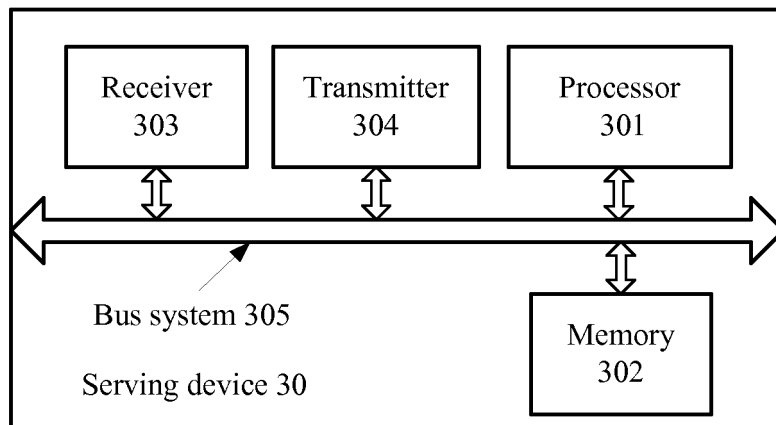 Receiver
303
Transmitter
304
Processor
301
Bus system 305
Memory
302
Serving device 30